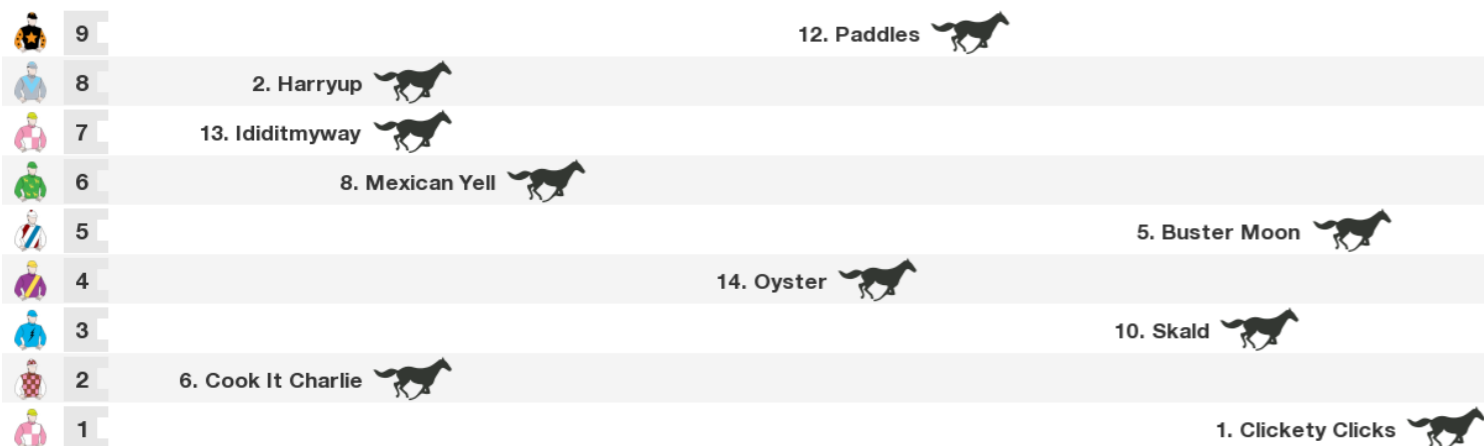 9 12. Paddles
8 2. Harryup
7 13. Ididitmyway
6 8. Mexican Yell
5 5. Buster Moon
4 14. Oyster
3 10. Skald
2 6. Cook It Charlie
1 1. Clickety Clicks